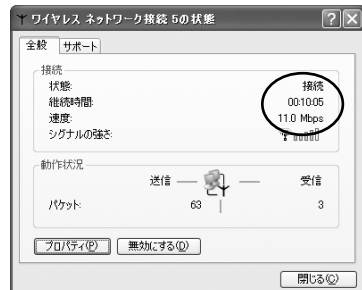 ワイヤレス ネットワーク接続 5の状態
全般 サポート
接続
状態: 接続
継続時間: 00:10:05
速度: 11.0 Mbps
シグナルの強さ:
動作状況
送信 受信
パケット: 63 3
プロパティ(P) 無効にする(D)
閉じる(C)